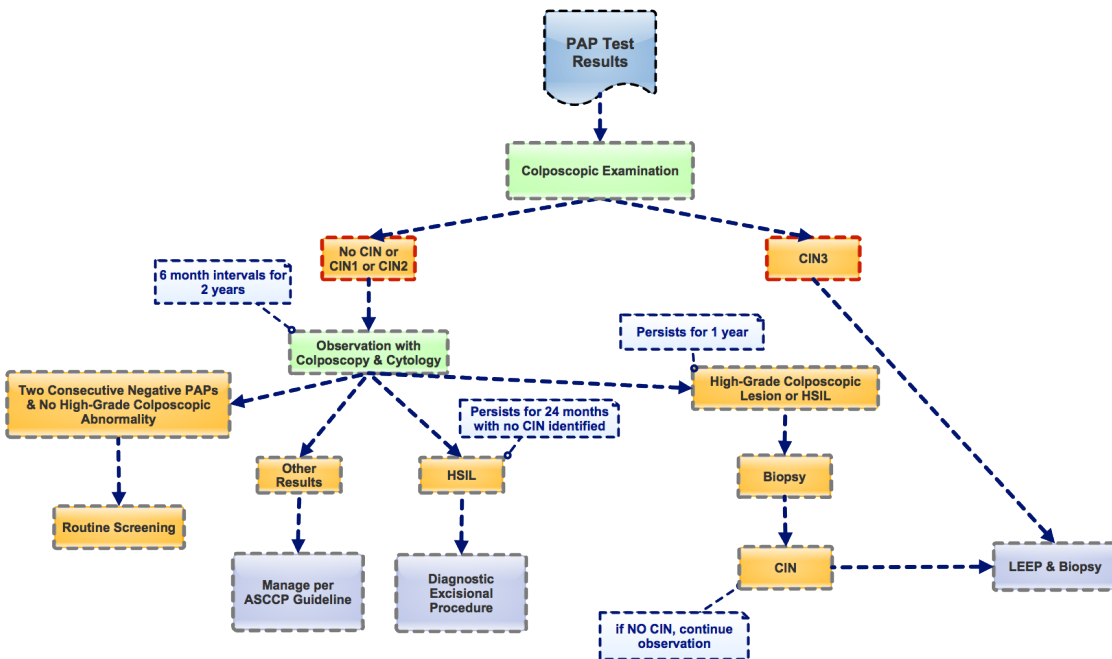 PAP Test
Results
Colposcopic Examination
No CIN or
CIN1 or CIN2
CIN3
6 month intervals for
2 years
Observation with
Colposcopy & Cytology
Persists for 1 year
Two Consecutive Negative PAPs
& No High-Grade Colposcopic
Abnormality
High-Grade Colposcopic
Lesion or HSIL
Persists for 24 months
with no CIN identified
Other
Results
HSIL
Biopsy
Routine Screening
Manage per
ASCCP Guideline
Diagnostic
Excisional
Procedure
CIN
LEEP & Biopsy
if NO CIN, continue
observation